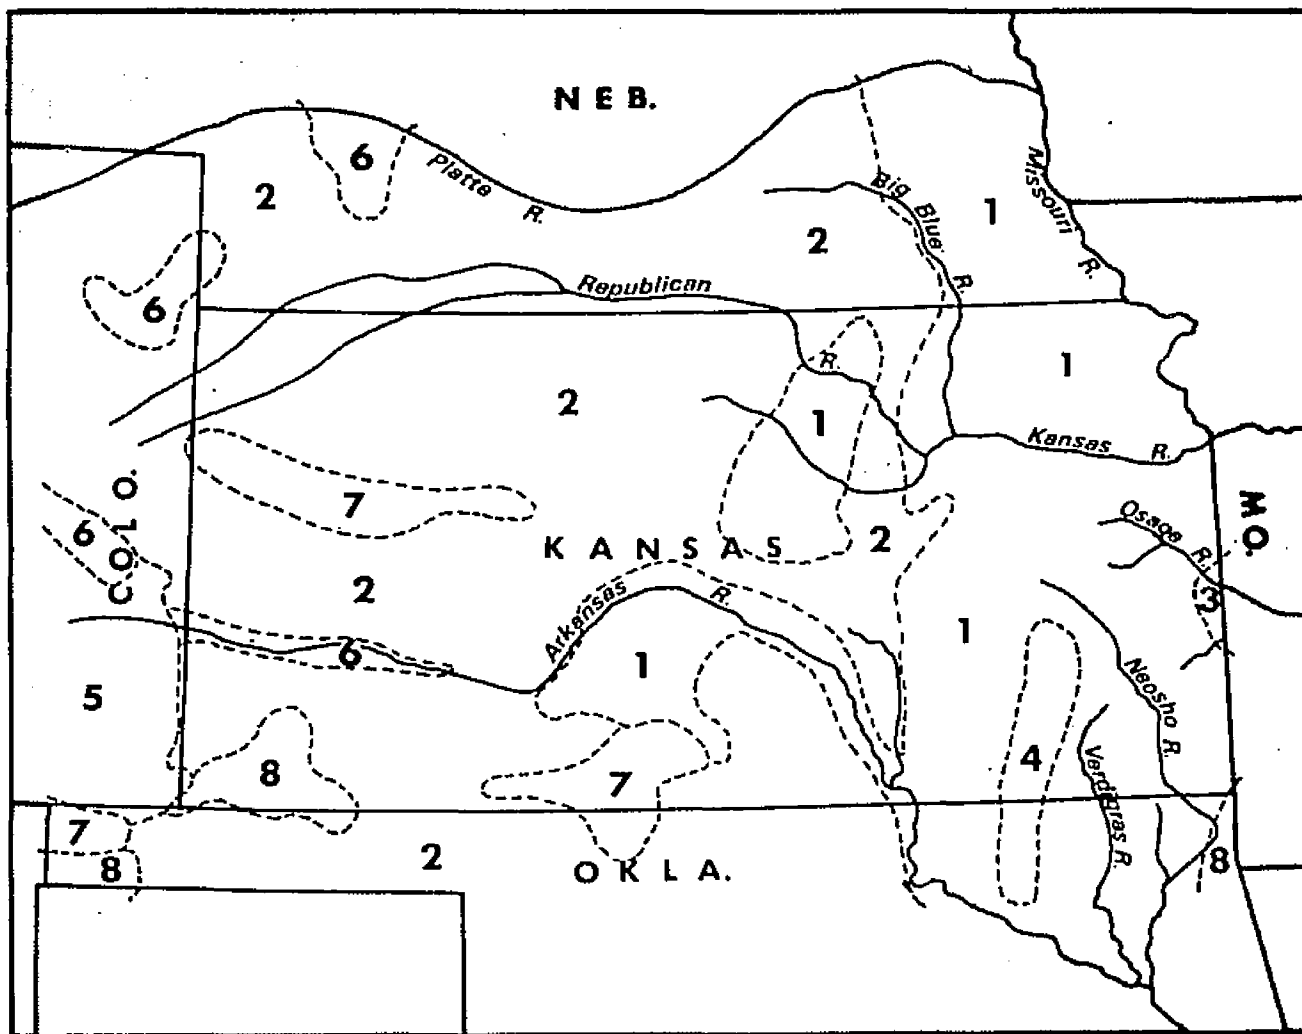 NEB.
6
Platte
R.
2
Big Blue
R.
1
Missouri
R.
2
6
Republican
R.
1
2
1
Kansas R.
7
COLO.
6
KANSAS
2
Osage R.
MO.
3
2
Arkansas
R.
6
1
1
Neosho R.
5
8
7
4
Verdigras R.
7
8
2
OKLA.
8